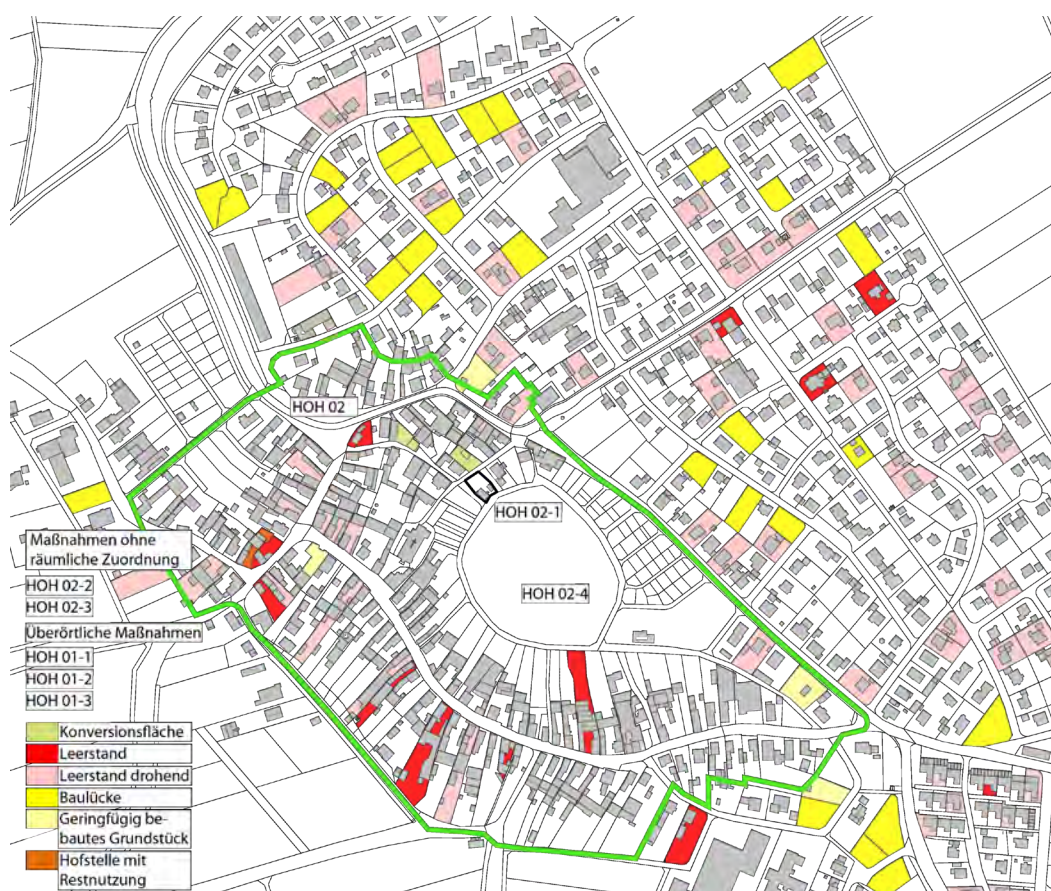 HOH 02
HOH 02-1
HOH 02-4
Maßnahmen ohne
räumliche Zuordnung
HOH 02-2
HOH 02-3
Überörtliche Maßnahmen
HOH 01-1
HOH 01-2
HOH 01-3
Konversionsfläche
Leerstand
Leerstand drohend
Baulücke
Geringfügig be-
bautes Grundstück
Hofstelle mit
Restnutzung